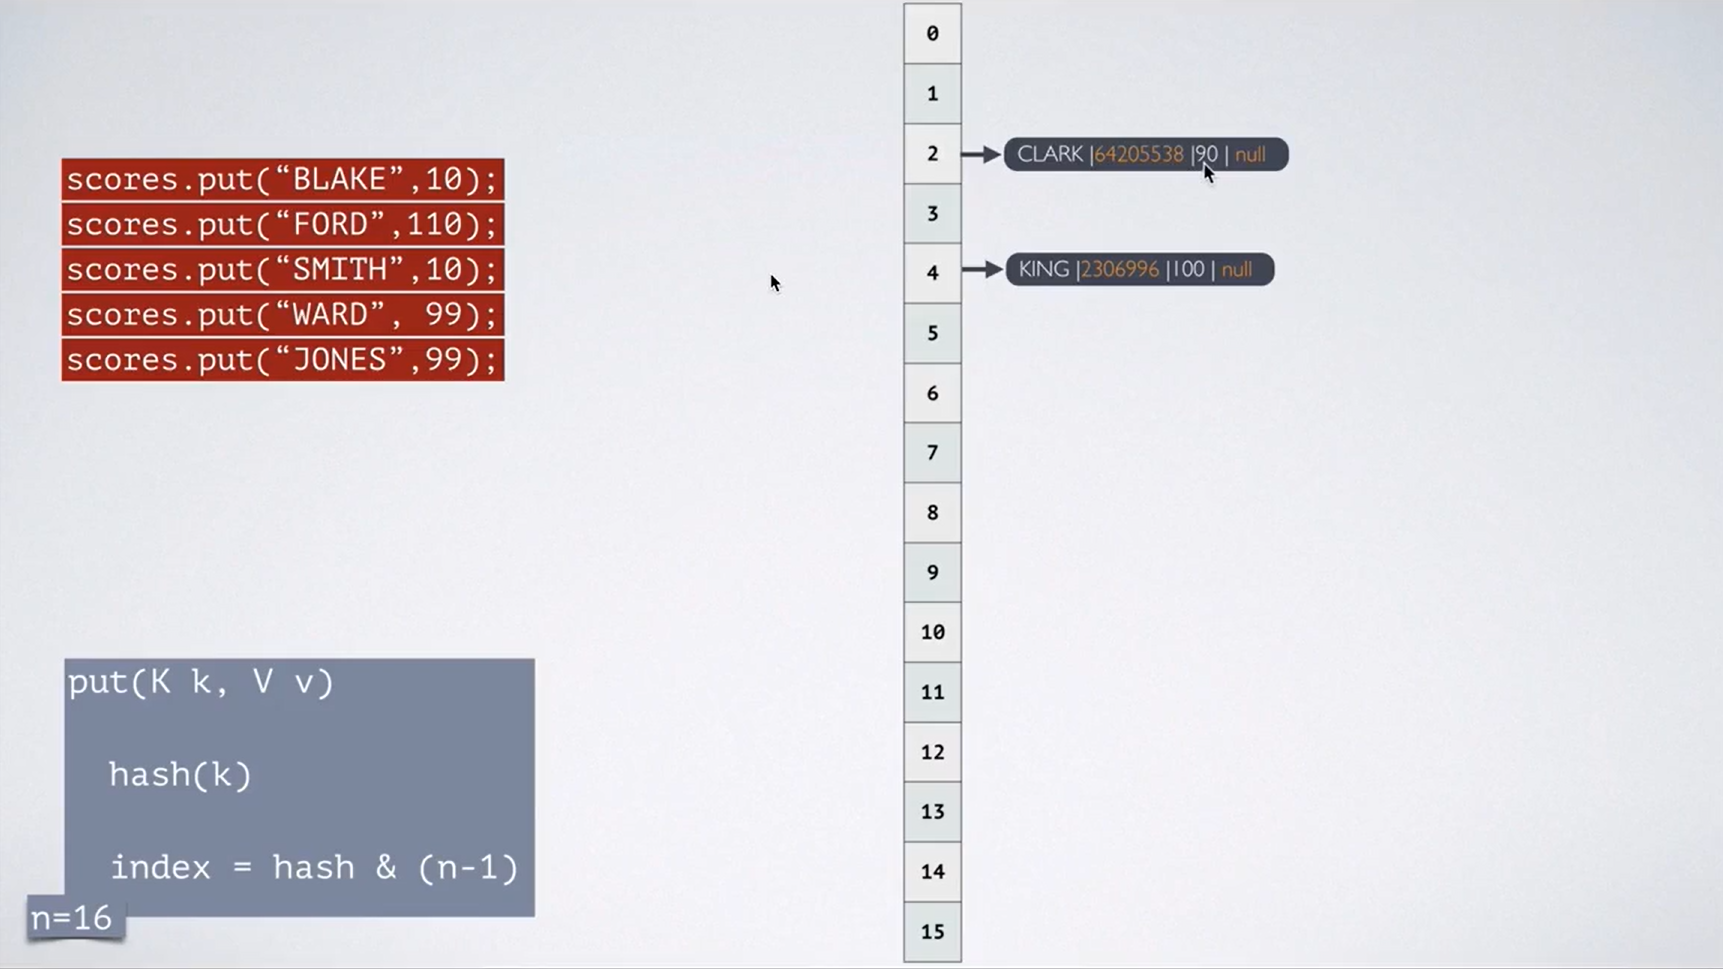 scores.put(“BLAKE”,10);
scores.put(“FORD”,110);
scores.put(“SMITH”,10);
scores.put(“WARD”, 99);
scores.put(“JONES”,99);
put(K k, V v)
hash(k)
index = hash & (n-1)
n=16
0
1
2
CLARK |64205538 |90 | null
3
4
KING |2306996 |100 | null
5
6
7
8
9
10
11
12
13
14
15